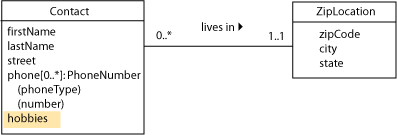 Contact
firstName
lastName
street
phone[0..*]:PhoneNumber
(phoneType)
(number)
hobbies
0..*
lives in
1..1
ZipLocation
zipCode
city
state